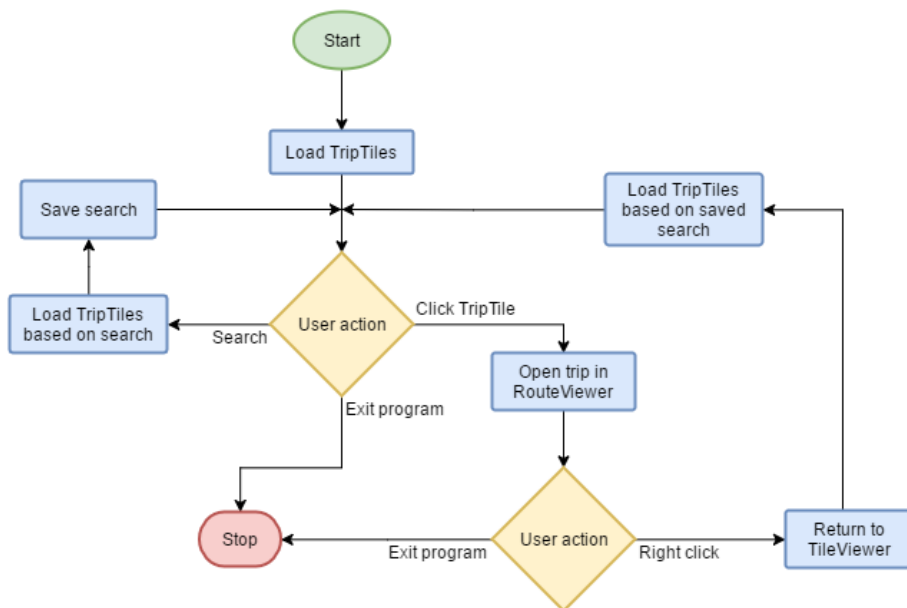 Start
Load TripTiles
Save search
Load TripTiles
based on saved
search
Load TripTiles
based on search
Search
User action
Click TripTile
Open trip in
RouteViewer
Exit program
Stop
Exit program
User action
Right click
Return to
TileViewer